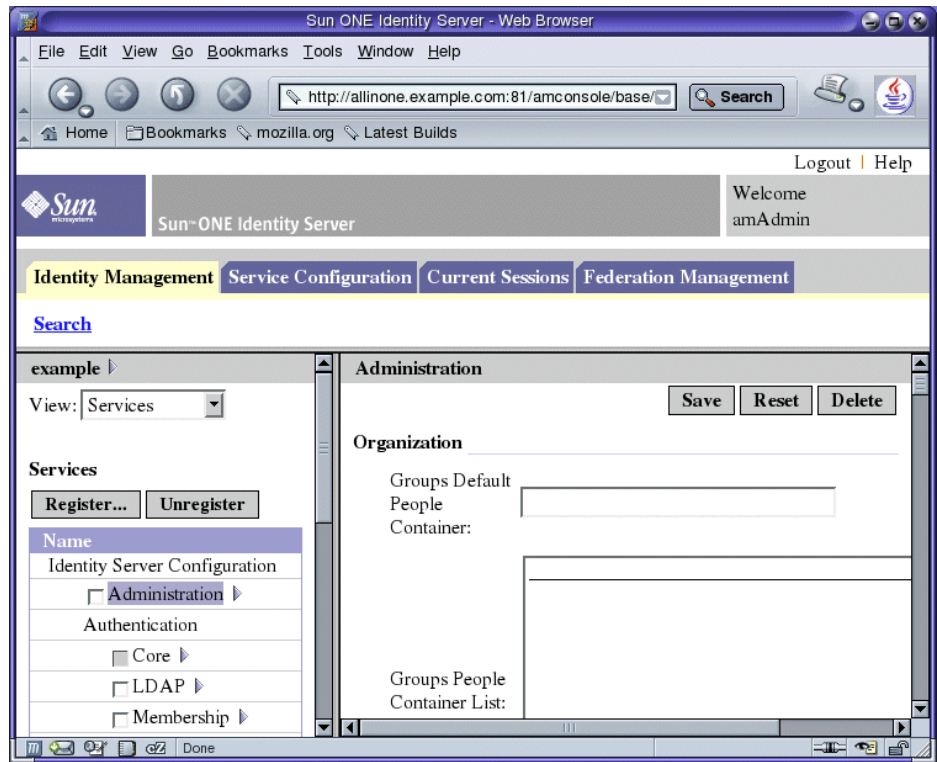 Sun ONE Identity Server - Web Browser
File Edit View Go Bookmarks Tools Window Help
http://allinone.example.com:81/amconsole/base/ Search
Home Bookmarks mozilla.org Latest Builds
Logout | Help
Sun
microsystems
Sun™ ONE Identity Server
Welcome
amAdmin
Identity Management Service Configuration Current Sessions Federation Management
Search
example
View: Services
Services
Register... Unregister
Name
Identity Server Configuration
Administration
Authentication
Core
LDAP
Membership
Administration
Save Reset Delete
Organization
Groups Default
People
Container:
Groups People
Container List:
Done